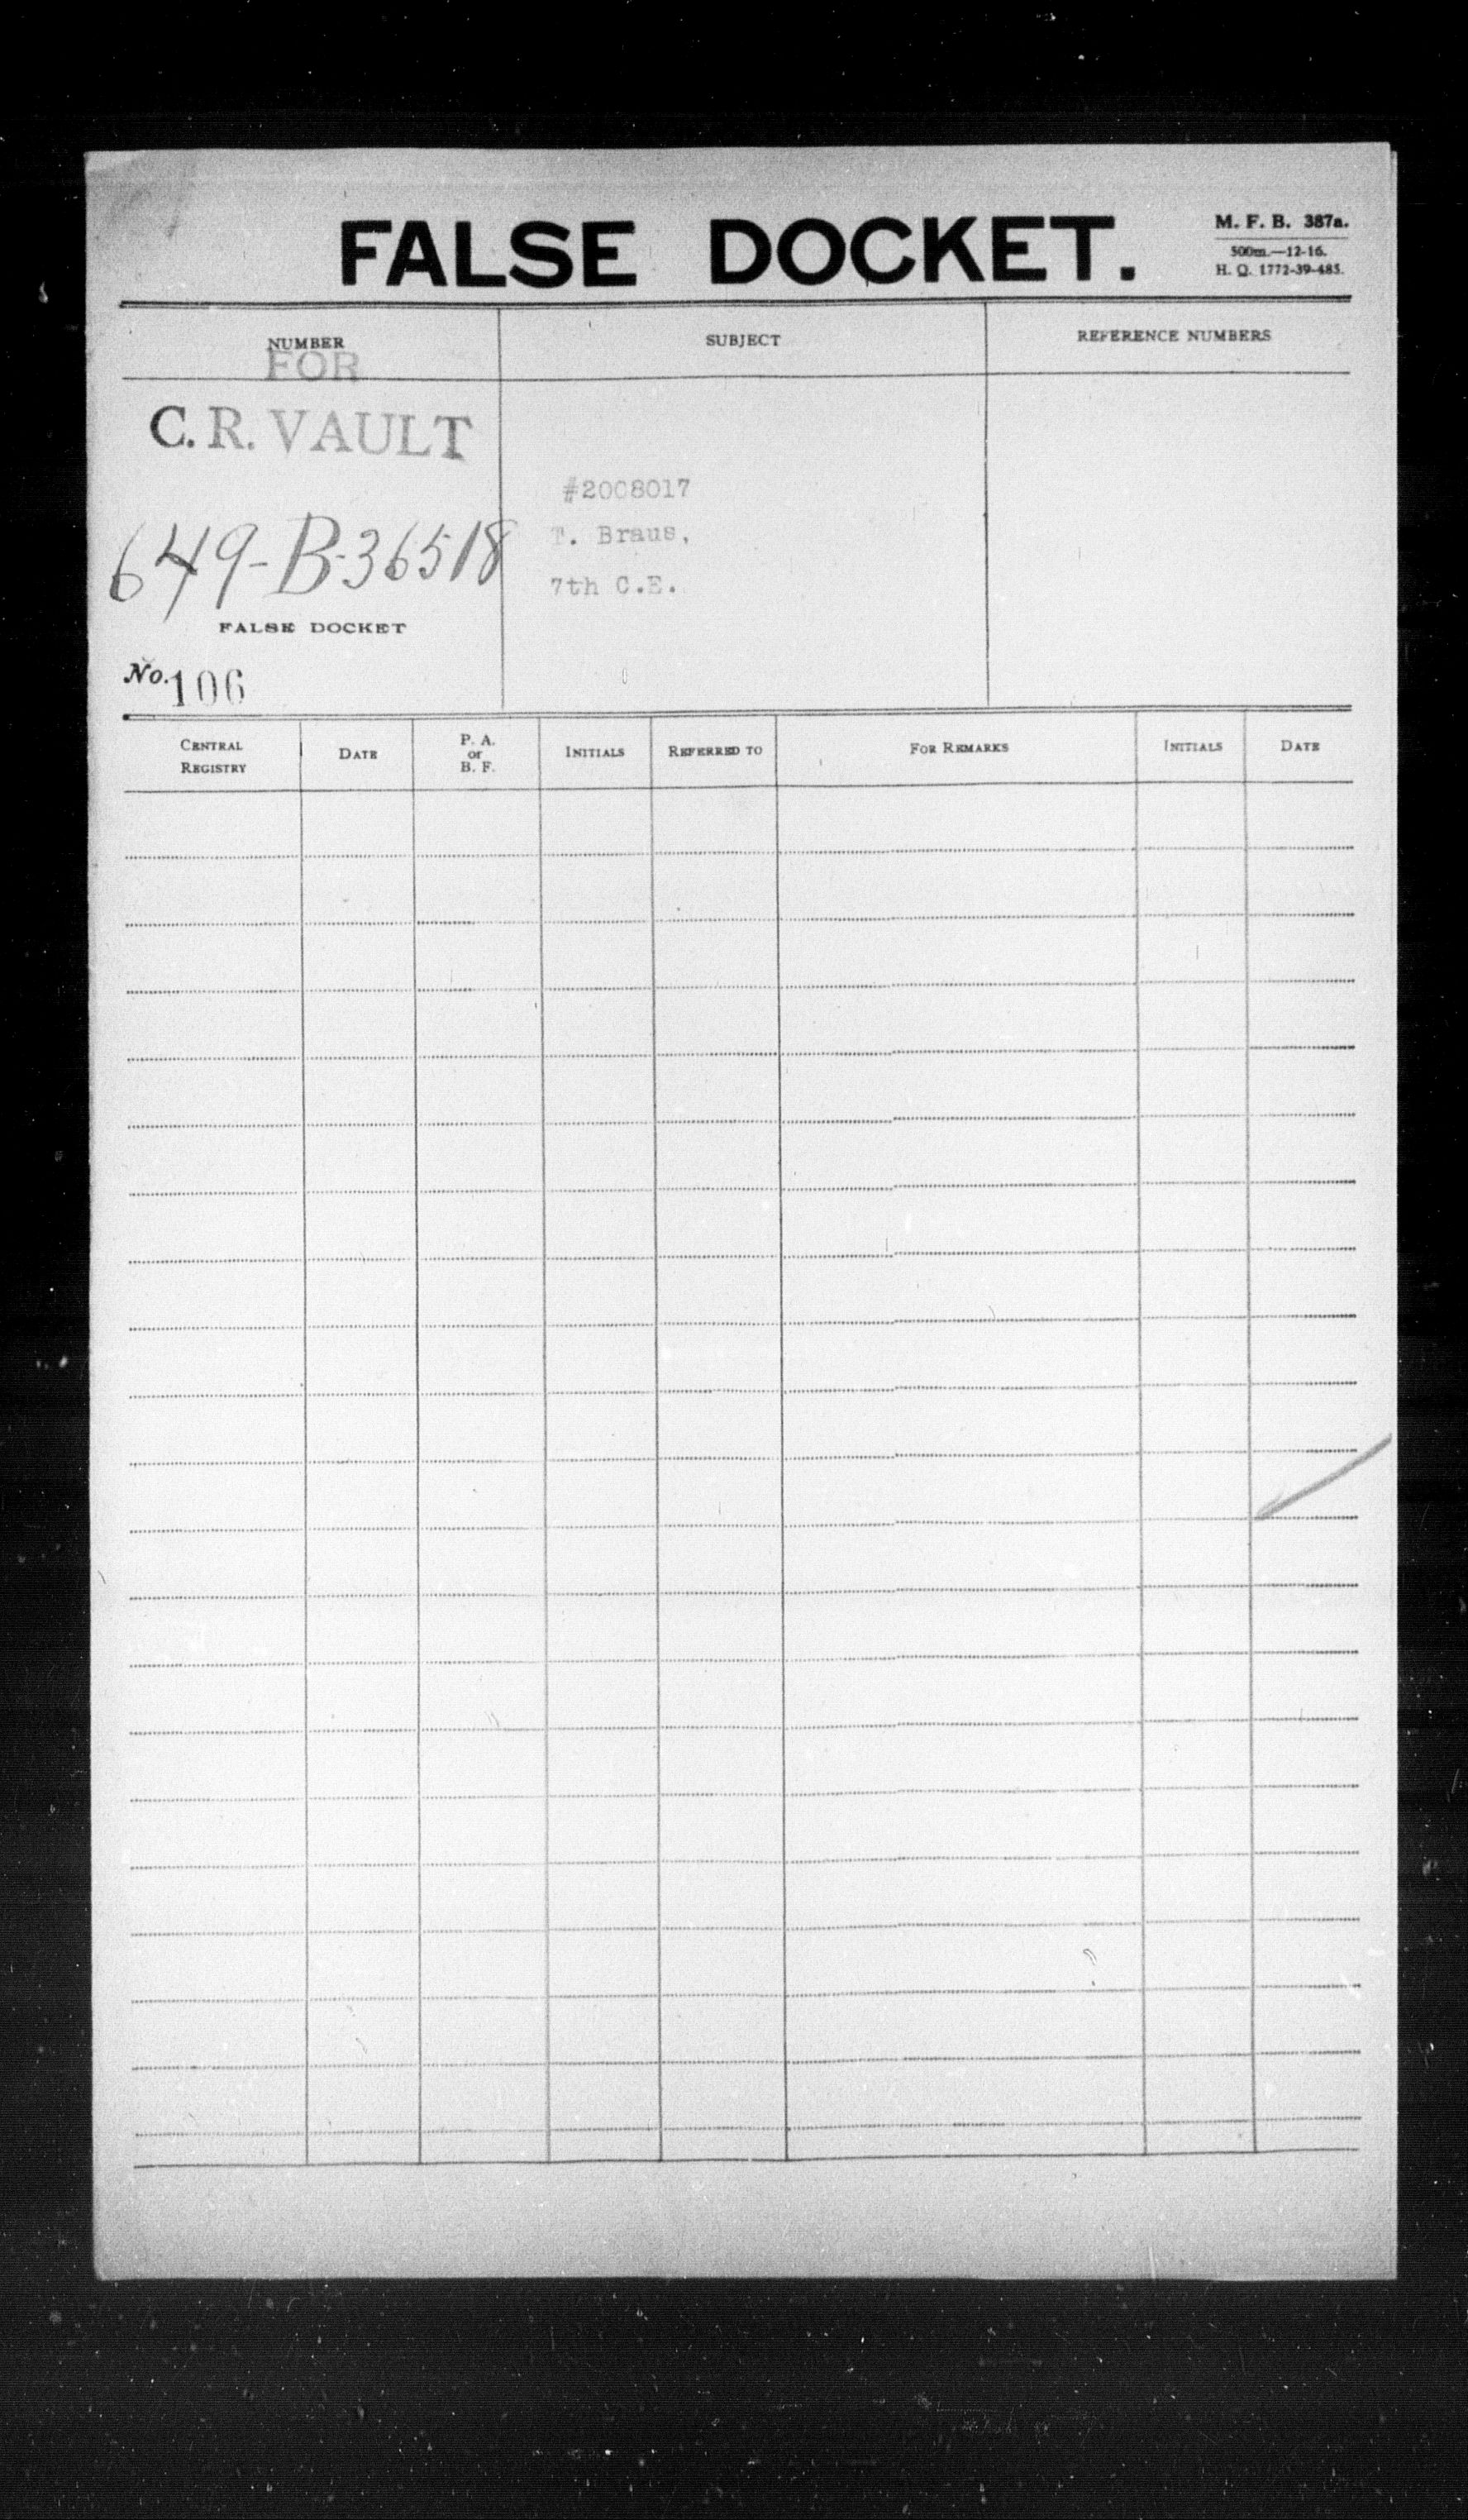 FALSE DOCKET.
M. F. B. 387a.
500m.—12-16.
H. Q. 1772-39-485.
NUMBER
SUBJECT
REFERENCE NUMBERS
FOR
C. R. VAULT
649-B-36518
FALSE DOCKET
No. 106
#2008017
T. Braus,
7th C.E.
CENTRAL REGISTRY
DATE
P. A. or B. F.
INITIALS
REFERRED TO
FOR REMARKS
INITIALS
DATE